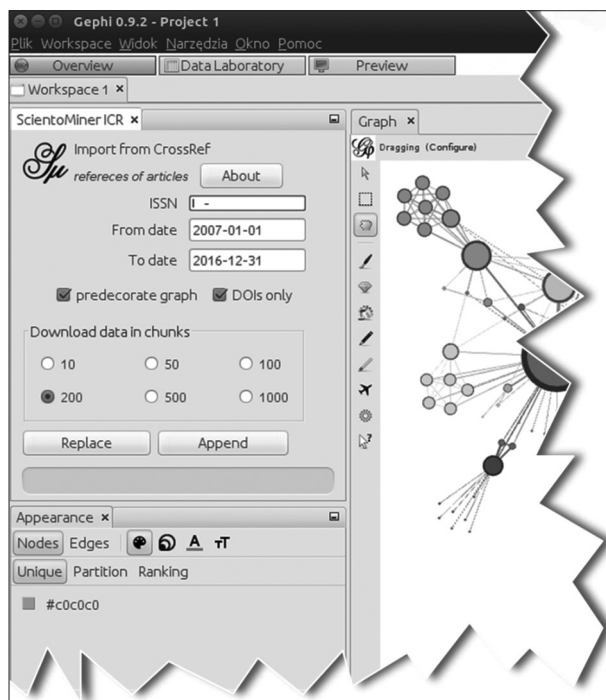 Gephi 0.9.2 - Project 1
Plik Workspace Widok Narzędzia Okno Pomoc
Overview Data Laboratory Preview
Workspace 1 ×
ScientoMiner ICR ×
Sμ Import from CrossRef
refereces of articles About
ISSN -
From date 2007-01-01
To date 2016-12-31
predecorate graph DOIs only
Download data in chunks
10 50 100
200 500 1000
Replace Append
Appearance ×
Nodes Edges A TT
Unique Partition Ranking
#c0c0c0
Graph ×
Dragging (Configure)